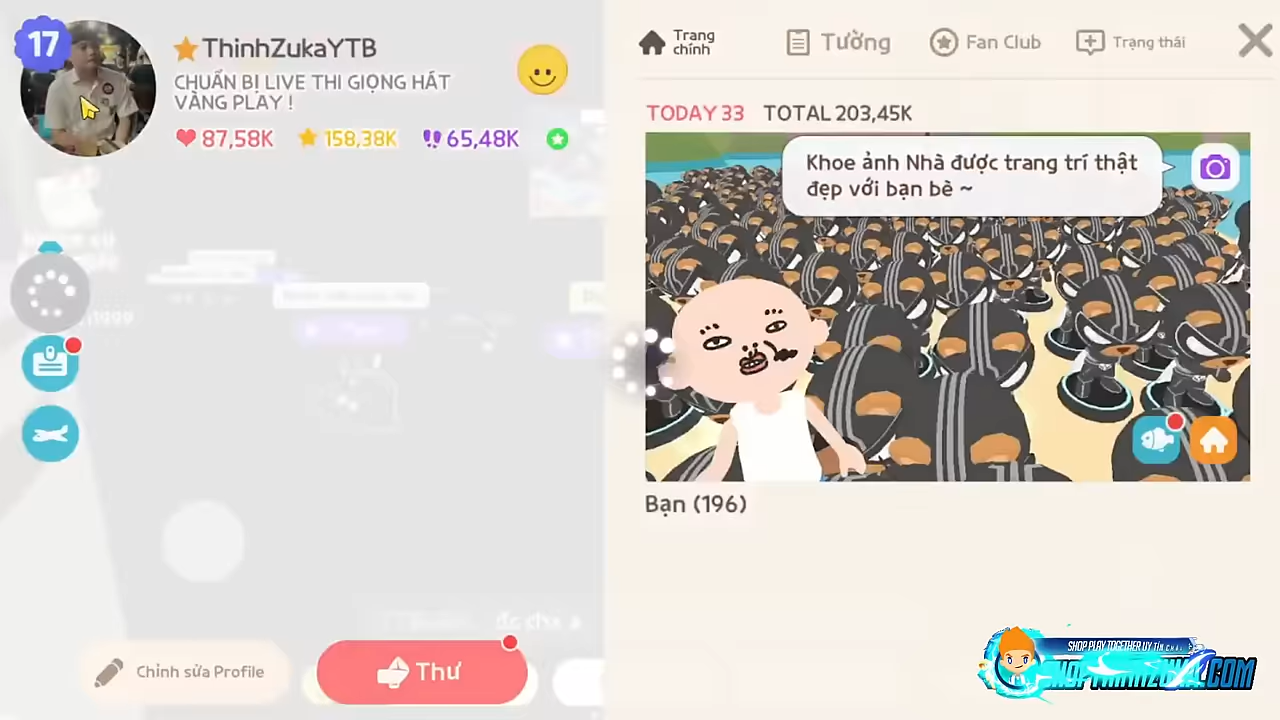 17
ThinhZukaYTB
CHUẨN BỊ LIVE THI GIỌNG HÁT
VÀNG PLAY !
87,58K
158,38K
65,48K
Chỉnh sửa Profile
Thư
Trang
chính
Tường
Fan Club
Trạng thái
TODAY 33 TOTAL 203,45K
Khoe ảnh Nhà được trang trí thật
đẹp với bạn bè ~
Bạn (196)
SHOP PLAY TOGETHER UY TÍN